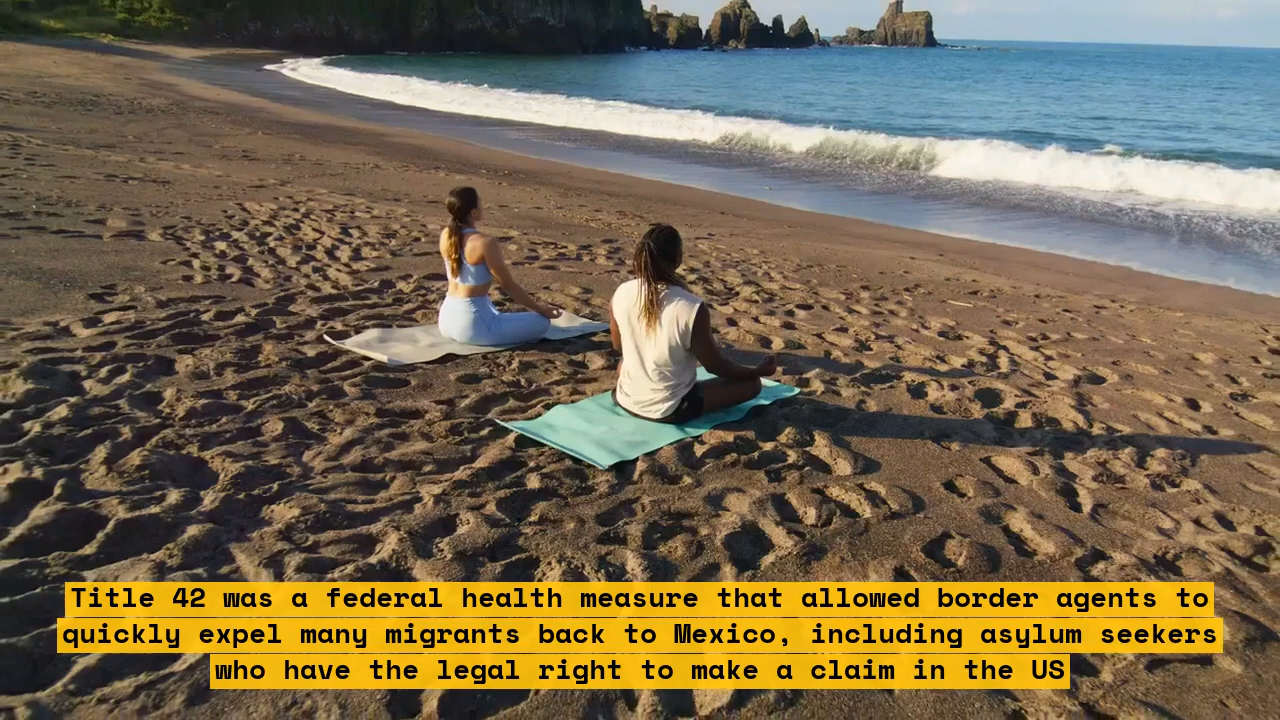 Title 42 was a federal health measure that allowed border agents to
quickly expel many migrants back to Mexico, including asylum seekers
who have the legal right to make a claim in the US